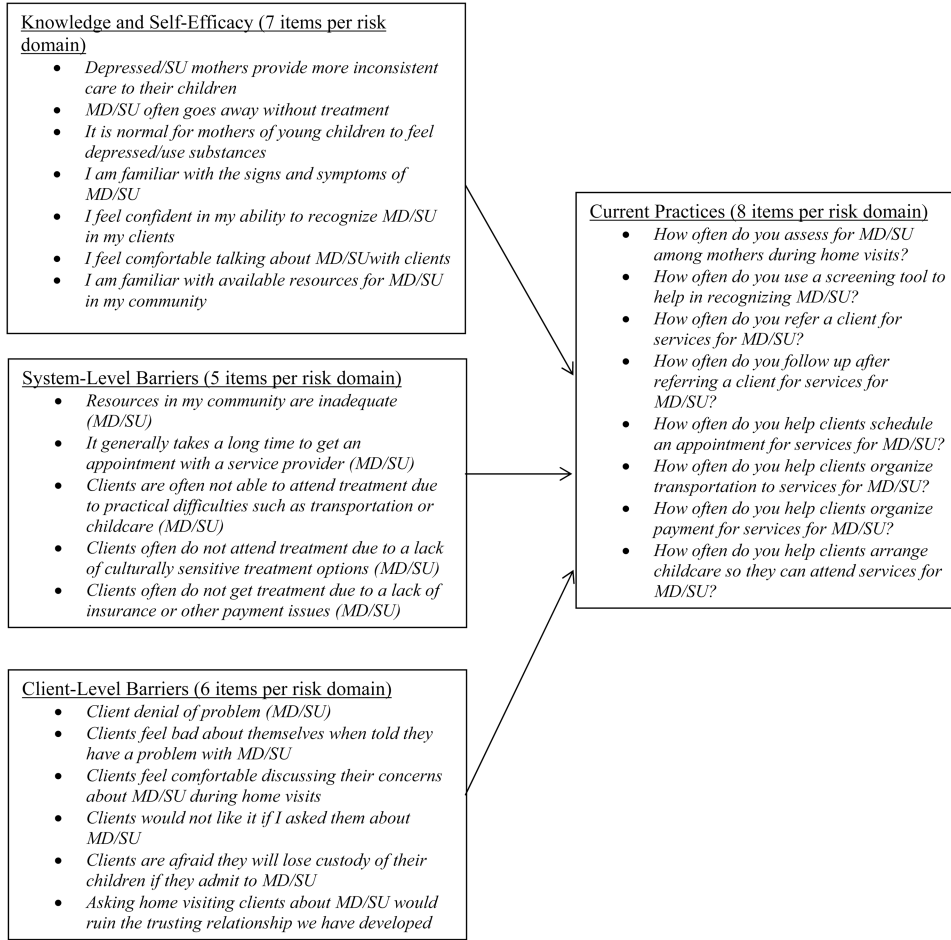 Knowledge and Self-Efficacy (7 items per risk
domain)
• Depressed/SU mothers provide more inconsistent
care to their children
• MD/SU often goes away without treatment
• It is normal for mothers of young children to feel
depressed/use substances
• I am familiar with the signs and symptoms of
MD/SU
• I feel confident in my ability to recognize MD/SU
in my clients
• I feel comfortable talking about MD/SUwith clients
• I am familiar with available resources for MD/SU
in my community
System-Level Barriers (5 items per risk domain)
• Resources in my community are inadequate
(MD/SU)
• It generally takes a long time to get an
appointment with a service provider (MD/SU)
• Clients are often not able to attend treatment due
to practical difficulties such as transportation or
childcare (MD/SU)
• Clients often do not attend treatment due to a lack
of culturally sensitive treatment options (MD/SU)
• Clients often do not get treatment due to a lack of
insurance or other payment issues (MD/SU)
Client-Level Barriers (6 items per risk domain)
• Client denial of problem (MD/SU)
• Clients feel bad about themselves when told they
have a problem with MD/SU
• Clients feel comfortable discussing their concerns
about MD/SU during home visits
• Clients would not like it if I asked them about
MD/SU
• Clients are afraid they will lose custody of their
children if they admit to MD/SU
• Asking home visiting clients about MD/SU would
ruin the trusting relationship we have developed
Current Practices (8 items per risk domain)
• How often do you assess for MD/SU
among mothers during home visits?
• How often do you use a screening tool to
help in recognizing MD/SU?
• How often do you refer a client for
services for MD/SU?
• How often do you follow up after
referring a client for services for
MD/SU?
• How often do you help clients schedule
an appointment for services for MD/SU?
• How often do you help clients organize
transportation to services for MD/SU?
• How often do you help clients organize
payment for services for MD/SU?
• How often do you help clients arrange
childcare so they can attend services for
MD/SU?